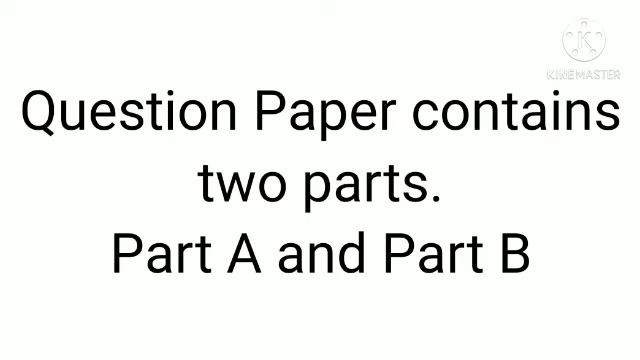 KINEMASTER
Question Paper contains
two parts.
Part A and Part B